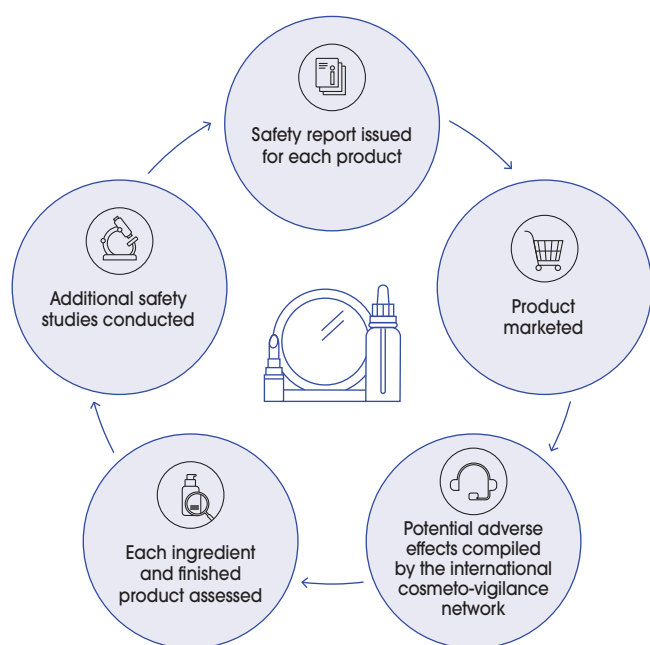 Safety report issued
for each product
Product
marketed
Potential adverse
effects compiled
by the international
cosmeto-vigilance
network
Each ingredient
and finished
product assessed
Additional safety
studies conducted